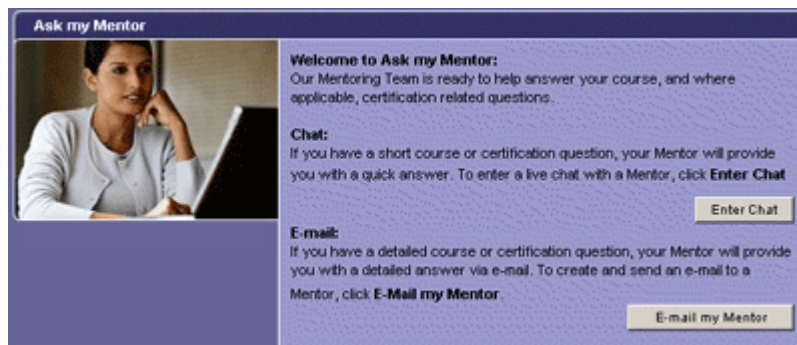 Ask my Mentor
Welcome to Ask my Mentor:
Our Mentoring Team is ready to help answer your course, and where
applicable, certification related questions.
Chat:
If you have a short course or certification question, your Mentor will provide
you with a quick answer. To enter a live chat with a Mentor, click Enter Chat
Enter Chat
E-mail:
If you have a detailed course or certification question, your Mentor will provide
you with a detailed answer via e-mail. To create and send an e-mail to a
Mentor, click E-Mail my Mentor.
E-mail my Mentor